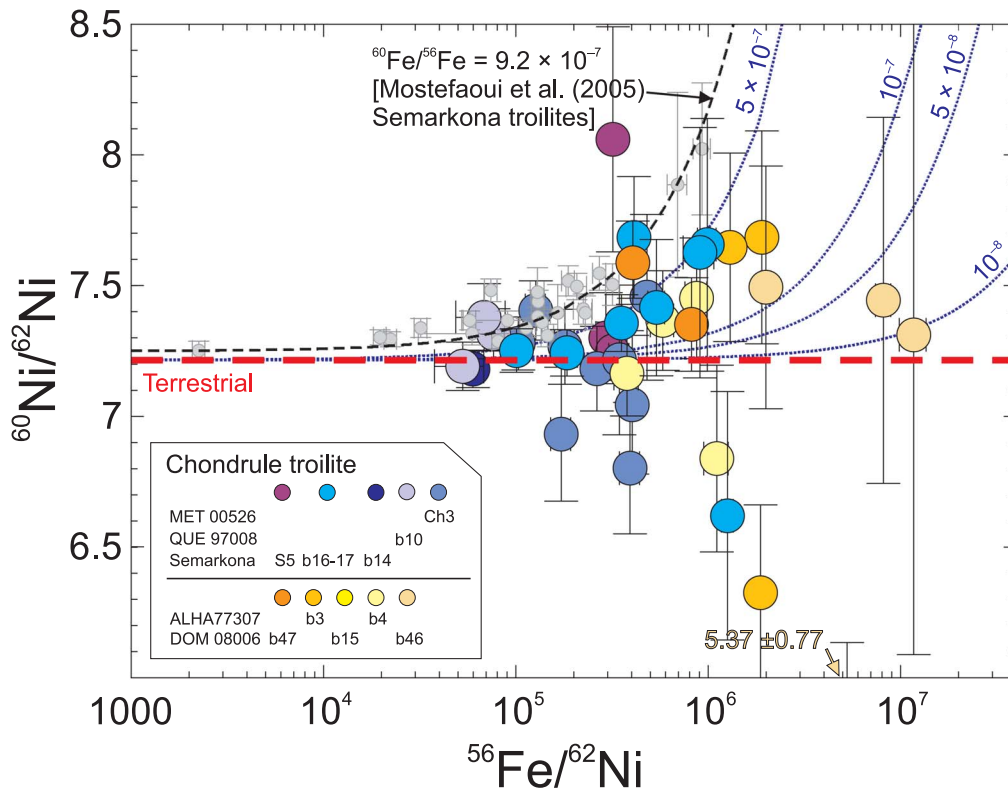 8.5
8
7.5
7
6.5
⁶⁰Ni/⁶²Ni
⁶⁰Fe/⁵⁶Fe = 9.2 × 10⁻⁷
[Mostefaoui et al. (2005)
Semarkona troilites]
5 × 10⁻⁷
10⁻⁷
5 × 10⁻⁸
10⁻⁸
Terrestrial
Chondrule troilite
MET 00526 Ch3
QUE 97008 b10
Semarkona S5 b16-17 b14
ALHA77307 b3 b4
DOM 08006 b47 b15 b46
5.37 ±0.77
1000 10⁴ 10⁵ 10⁶ 10⁷
⁵⁶Fe/⁶²Ni